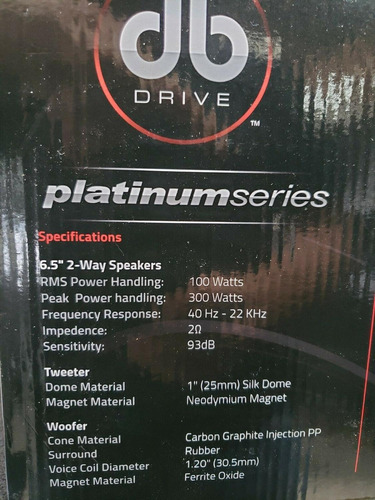 db
DRIVE
™
platinumseries
Specifications
6.5" 2-Way Speakers
RMS Power Handling: 100 Watts
Peak Power handling: 300 Watts
Frequency Response: 40 Hz - 22 KHz
Impedence: 2Ω
Sensitivity: 93dB
Tweeter
Dome Material 1" (25mm) Silk Dome
Magnet Material Neodymium Magnet
Woofer
Cone Material Carbon Graphite Injection PP
Surround Rubber
Voice Coil Diameter 1.20" (30.5mm)
Magnet Material Ferrite Oxide